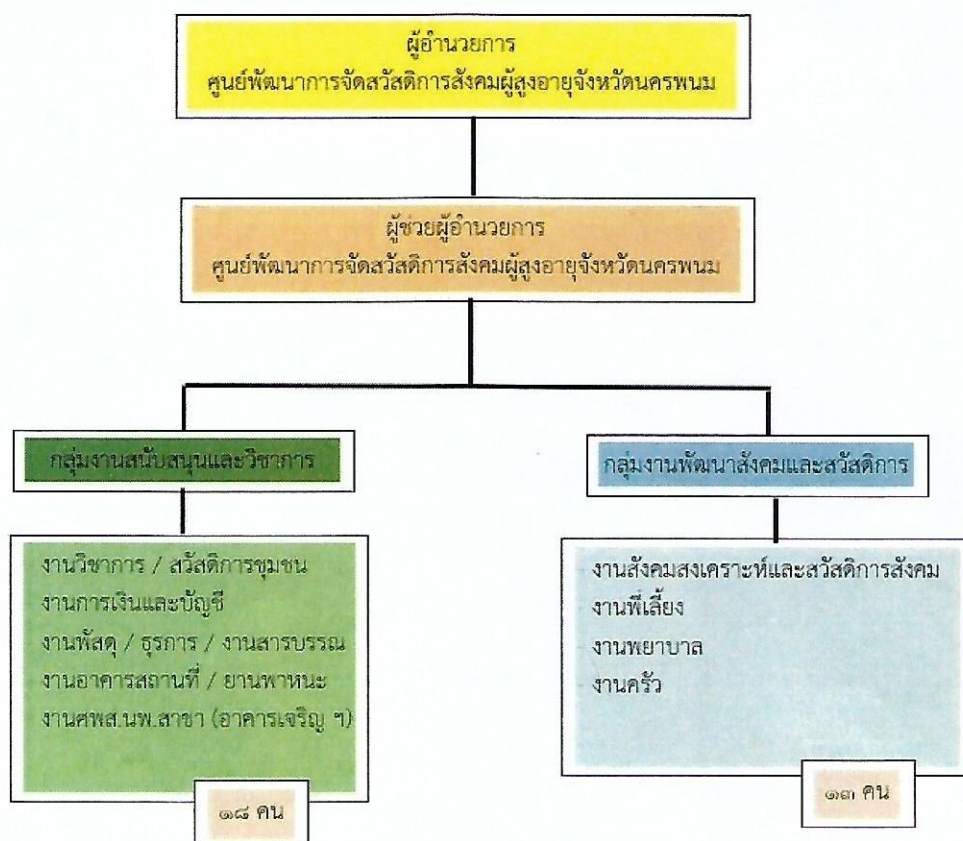 ผู้อำนวยการ
ศูนย์พัฒนาการจัดสวัสดิการสังคมผู้สูงอายุจังหวัดนครพนม
ผู้ช่วยผู้อำนวยการ
ศูนย์พัฒนาการจัดสวัสดิการสังคมผู้สูงอายุจังหวัดนครพนม
กลุ่มงานสนับสนุนและวิชาการ
งานวิชาการ / สวัสดิการชุมชน
งานการเงินและบัญชี
งานพัสดุ / ธุรการ / งานสารบรรณ
งานอาคารสถานที่ / ยานพาหนะ
งานศพส.นพ.สาขา (อาคารเจริญ ฯ)
๑๘ คน
กลุ่มงานพัฒนาสังคมและสวัสดิการ
งานสังคมสงเคราะห์และสวัสดิการสังคม
งานพี่เลี้ยง
งานพยาบาล
งานครัว
๑๓ คน